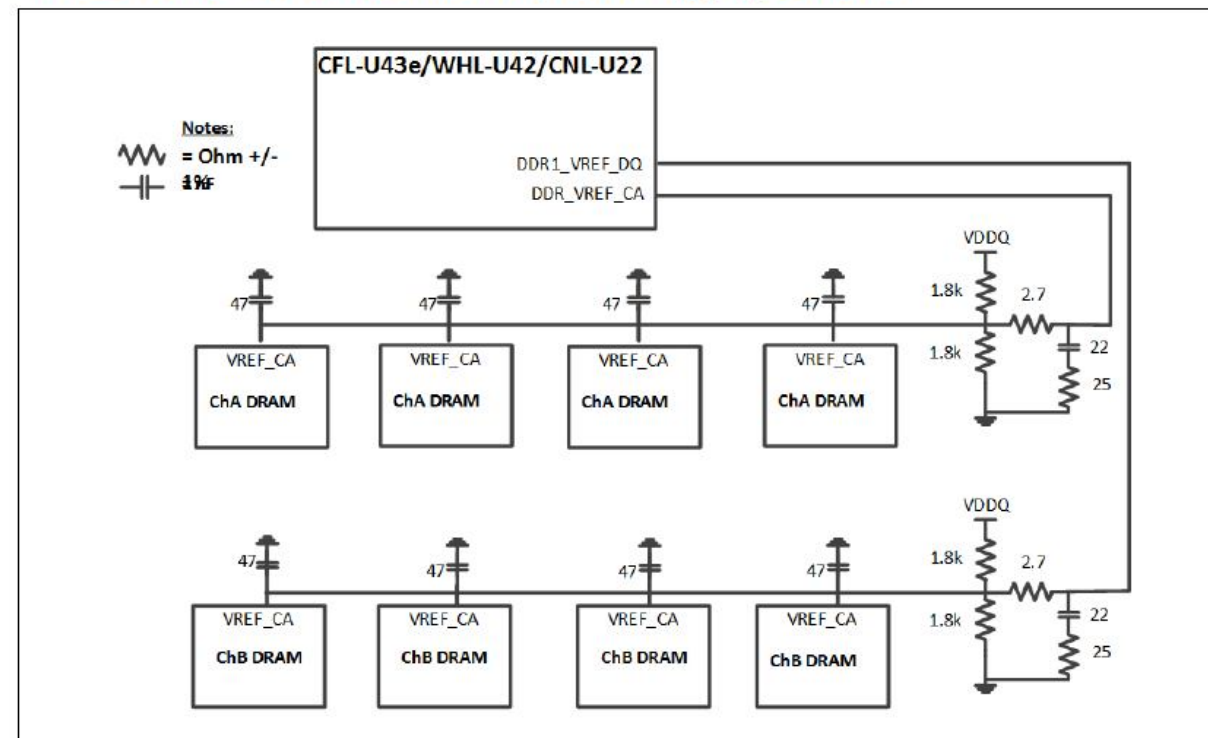 CFL-U43e/WHL-U42/CNL-U22
Notes:
= Ohm +/-
1%
DDR1_VREF_DQ
DDR_VREF_CA
VDDQ
47
47
47
47
1.8k
2.7
1.8k
22
25
VREF_CA
VREF_CA
VREF_CA
VREF_CA
ChA DRAM
ChA DRAM
ChA DRAM
ChA DRAM
VDDQ
47
47
47
47
1.8k
2.7
1.8k
22
25
VREF_CA
VREF_CA
VREF_CA
VREF_CA
ChB DRAM
ChB DRAM
ChB DRAM
ChB DRAM